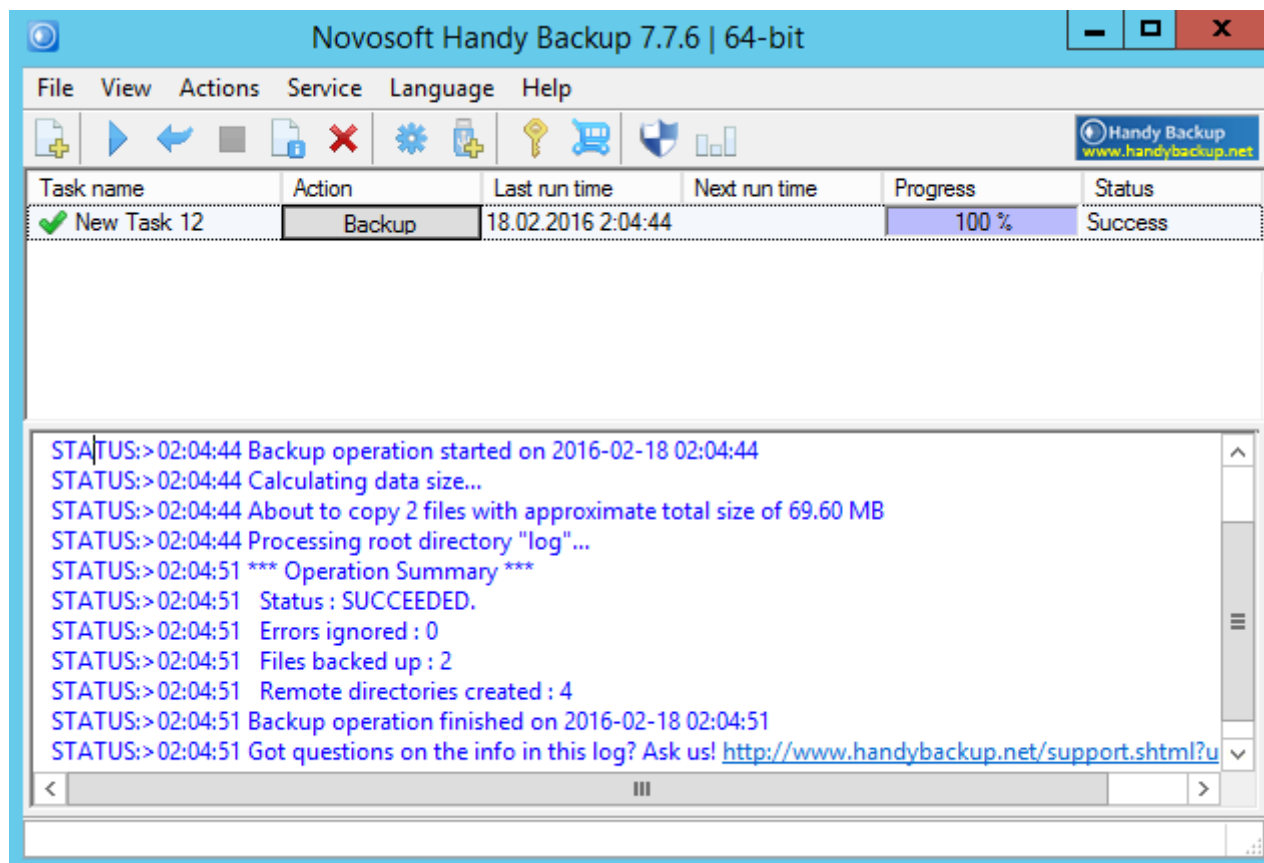 Novosoft Handy Backup 7.7.6 | 64-bit
File View Actions Service Language Help
Handy Backup
www.handybackup.net
Task name Action Last run time Next run time Progress Status
New Task 12 Backup 18.02.2016 2:04:44 100 % Success
STATUS:>02:04:44 Backup operation started on 2016-02-18 02:04:44
STATUS:>02:04:44 Calculating data size...
STATUS:>02:04:44 About to copy 2 files with approximate total size of 69.60 MB
STATUS:>02:04:44 Processing root directory "log"...
STATUS:>02:04:51 *** Operation Summary ***
STATUS:>02:04:51 Status : SUCCEEDED.
STATUS:>02:04:51 Errors ignored : 0
STATUS:>02:04:51 Files backed up : 2
STATUS:>02:04:51 Remote directories created : 4
STATUS:>02:04:51 Backup operation finished on 2016-02-18 02:04:51
STATUS:>02:04:51 Got questions on the info in this log? Ask us! http://www.handybackup.net/support.shtml?u